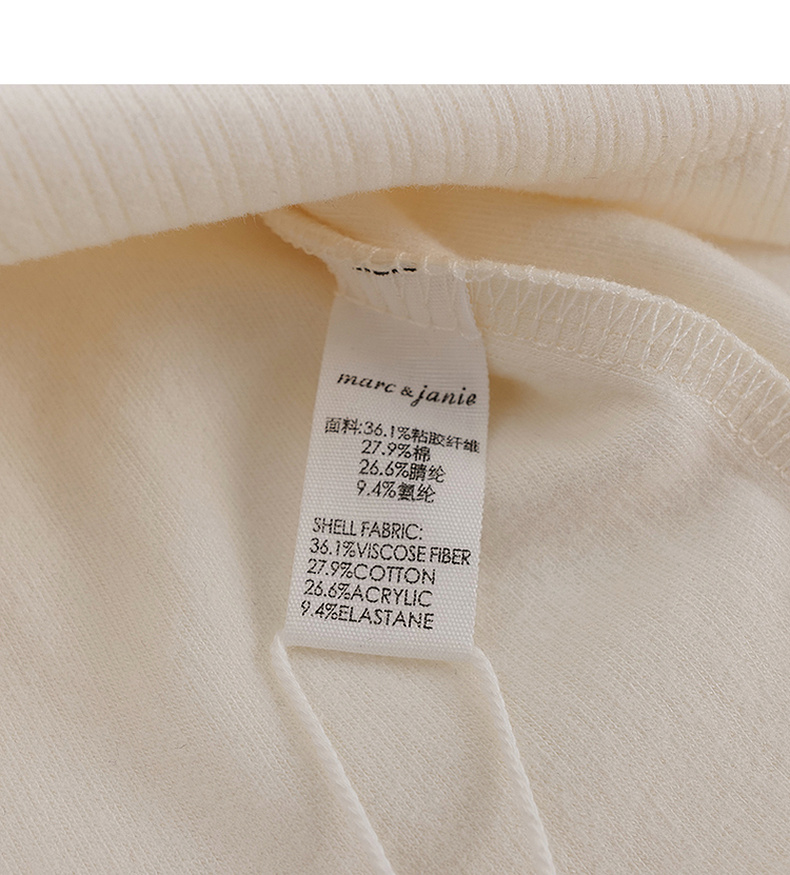 marc & janie
面料:36.1%粘胶纤维
27.9%棉
26.6%腈纶
9.4%氨纶
SHELL FABRIC:
36.1%VISCOSE FIBER
27.9%COTTON
26.6%ACRYLIC
9.4%ELASTANE